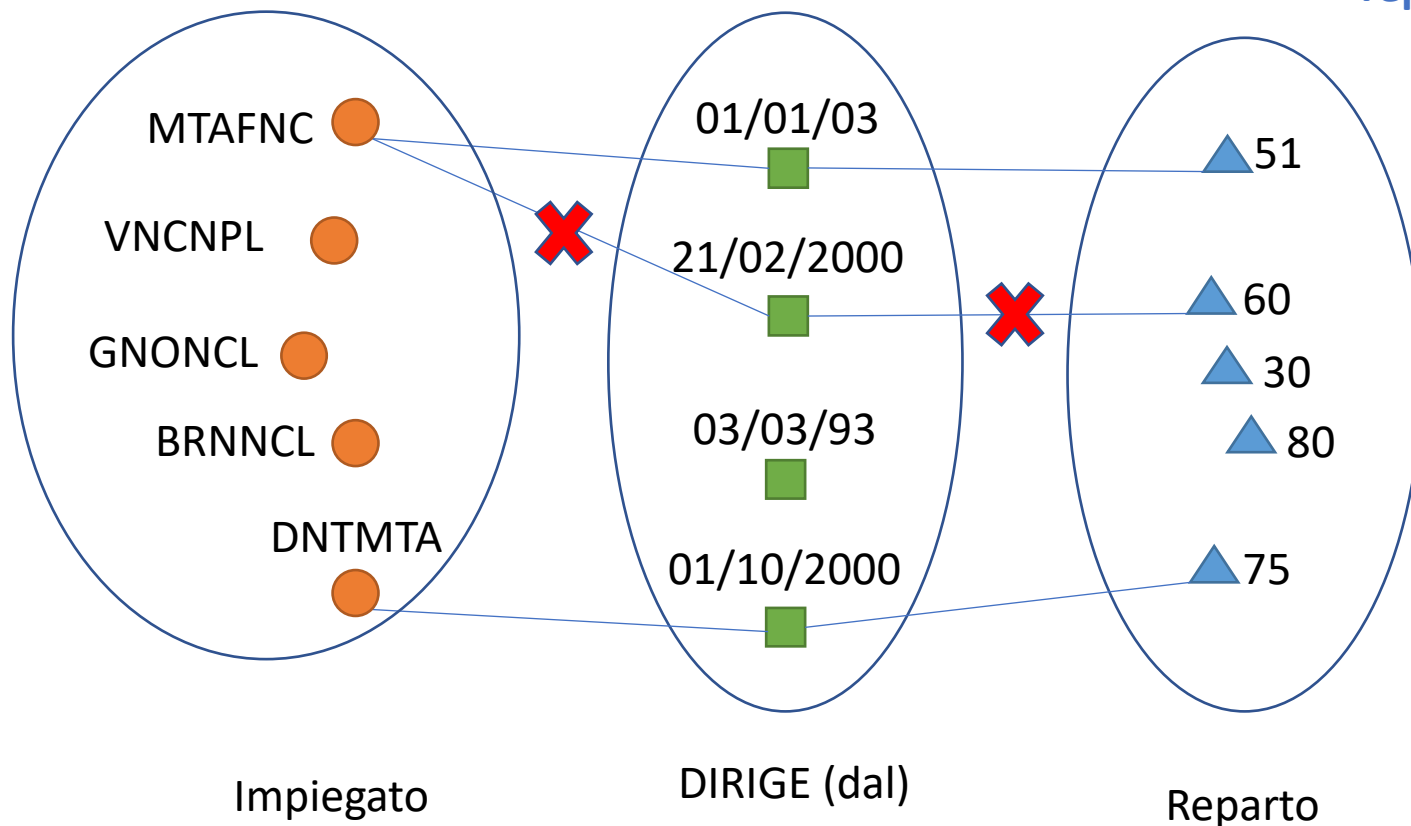 MTAFNC
VNCNPL
GNONCL
BRNNCL
DNTMTA
01/01/03
21/02/2000
03/03/93
01/10/2000
51
60
30
80
75
Impiegato
DIRIGE (dal)
Reparto